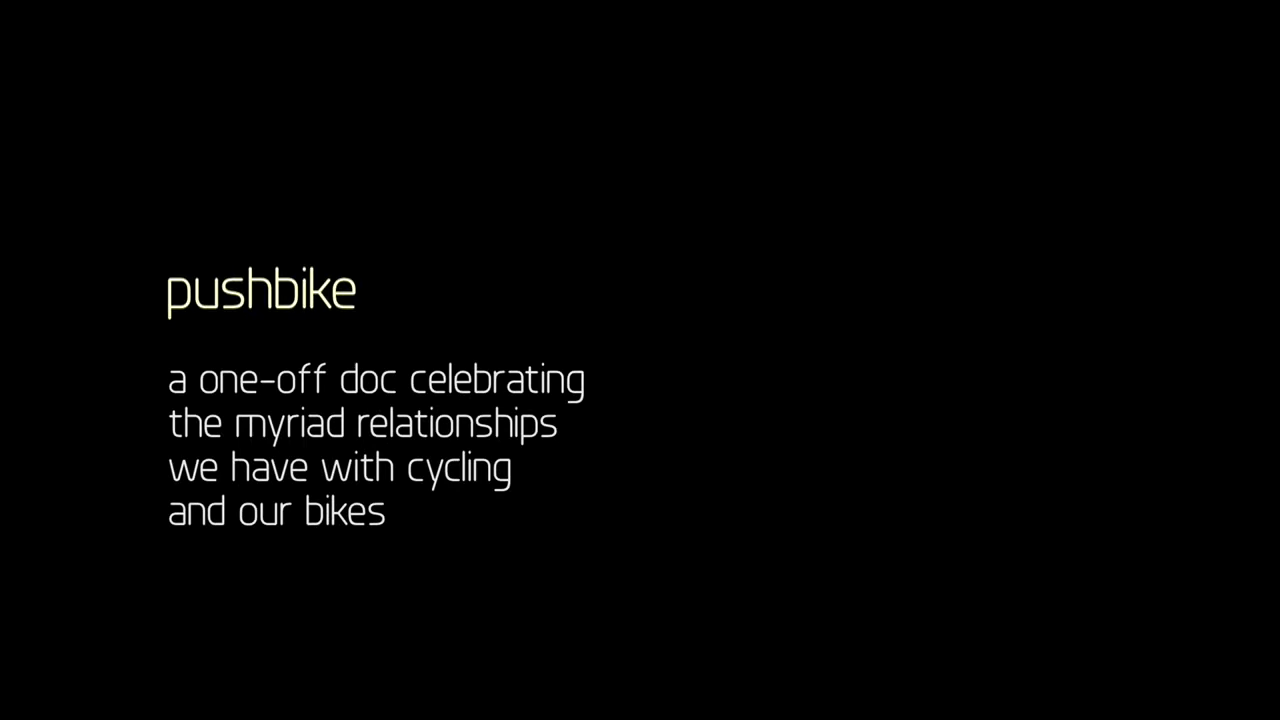 pushbike
a one-off doc celebrating
the myriad relationships
we have with cycling
and our bikes